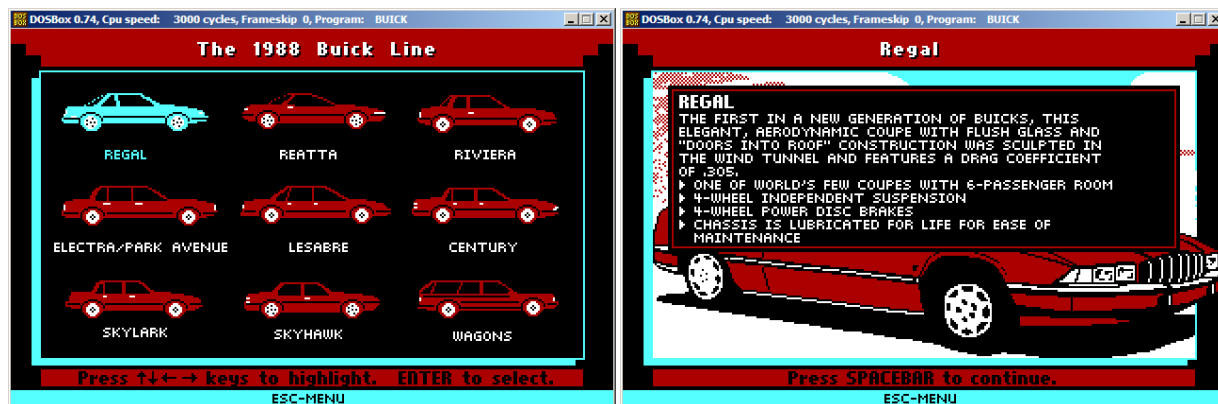 DOSBox 0.74, Cpu speed: 3000 cycles, Frameskip 0, Program: BUICK
The 1988 Buick Line
REGAL
REATTA
RIVIERA
ELECTRA/PARK AVENUE
LESABRE
CENTURY
SKYLARK
SKYHAWK
WAGONS
Press ↑↓←→ keys to highlight. ENTER to select.
ESC-MENU
DOSBox 0.74, Cpu speed: 3000 cycles, Frameskip 0, Program: BUICK
Regal
REGAL
THE FIRST IN A NEW GENERATION OF BUICKS, THIS
ELEGANT, AERODYNAMIC COUPE WITH FLUSH GLASS AND
"DOORS INTO ROOF" CONSTRUCTION WAS SCULPTED IN
THE WIND TUNNEL AND FEATURES A DRAG COEFFICIENT
OF .305.
ONE OF WORLD'S FEW COUPES WITH 6-PASSENGER ROOM
4-WHEEL INDEPENDENT SUSPENSION
4-WHEEL POWER DISC BRAKES
CHASSIS IS LUBRICATED FOR LIFE FOR EASE OF
MAINTENANCE
Press SPACEBAR to continue.
ESC-MENU